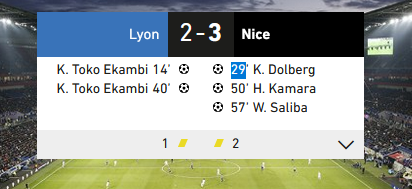 Lyon 2 - 3 Nice
K. Toko Ekambi 14' 29' K. Dolberg
K. Toko Ekambi 40' 50' H. Kamara
57' W. Saliba
1 2